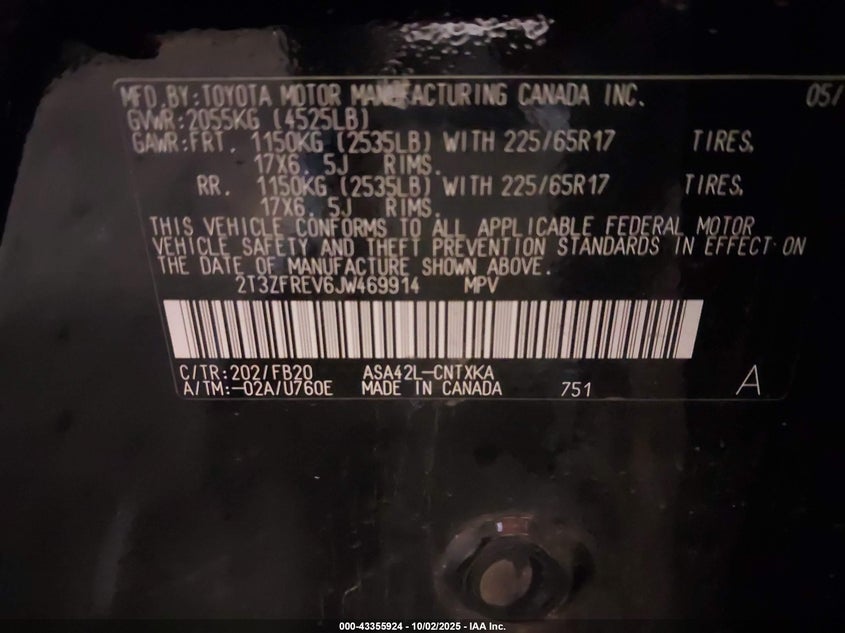 MFD.BY:TOYOTA MOTOR MANUFACTURING CANADA INC. 05/
GVWR:2055KG (4525LB)
GAWR:FRT. 1150KG (2535LB) WITH 225/65R17 TIRES,
17X6. 5J RIMS.
RR. 1150KG (2535LB) WITH 225/65R17 TIRES,
17X6. 5J RIMS.
THIS VEHICLE CONFORMS TO ALL APPLICABLE FEDERAL MOTOR
VEHICLE SAFETY AND THEFT PREVENTION STANDARDS IN EFFECT ON
THE DATE OF MANUFACTURE SHOWN ABOVE.
2T3ZFREV6JW469914 MPV
C/TR:202/FB20 ASA42L-CNTXKA
A/TM:-02A/U760E MADE IN CANADA 751 A
000-43355924 - 10/02/2025 - IAA Inc.